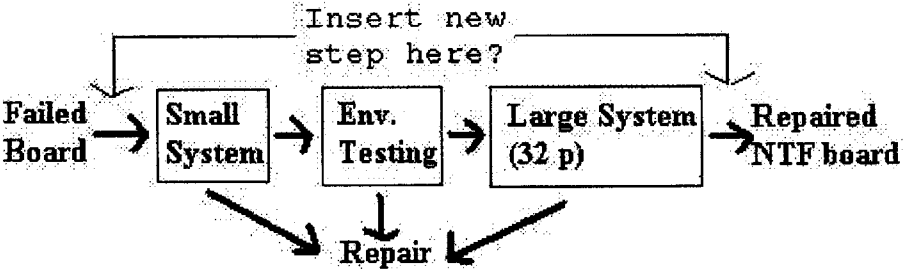 Insert new
step here?
Failed
Board
Small
System
Env.
Testing
Large System
(32 p)
Repaired
NTF board
Repair